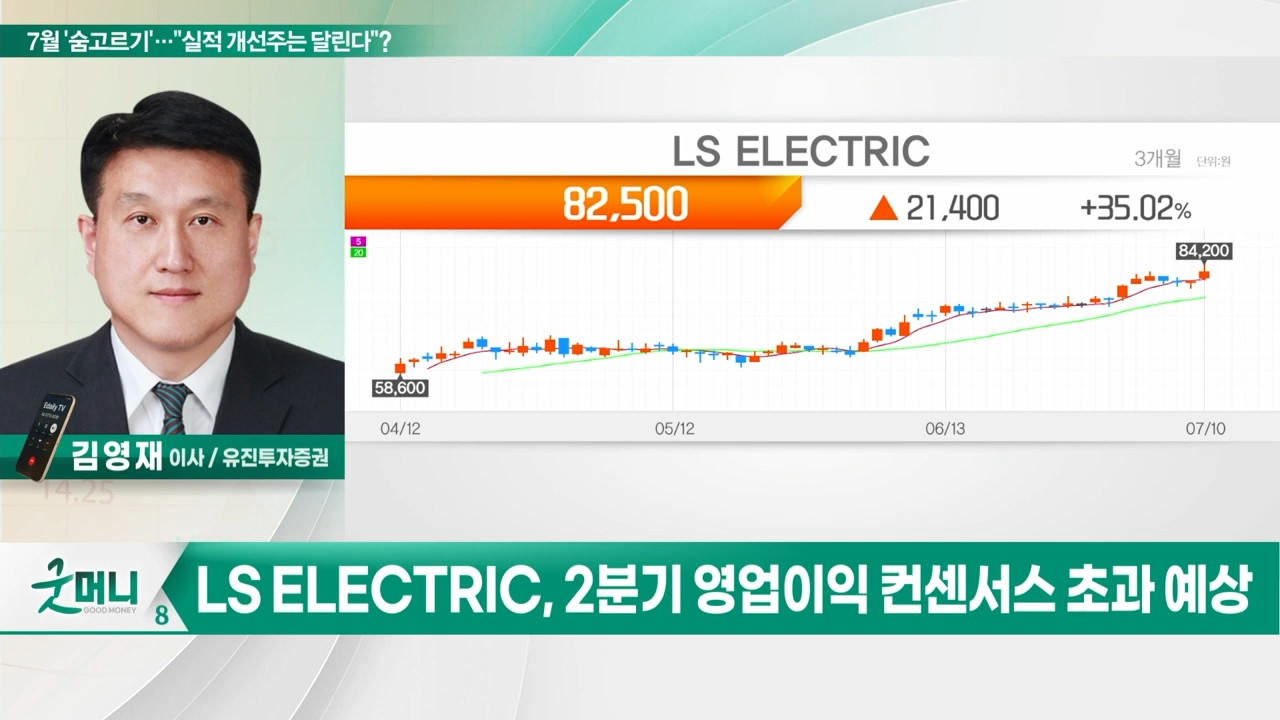 7월 '숨고르기'…"실적 개선주는 달린다"?
LS ELECTRIC
3개월 단위:원
82,500 ▲ 21,400 +35.02%
5
20
84,200
58,600
04/12 05/12 06/13 07/10
Edaily TV
김영재 이사 / 유진투자증권
14.25
굿머니
GOOD MONEY
8
LS ELECTRIC, 2분기 영업이익 컨센서스 초과 예상